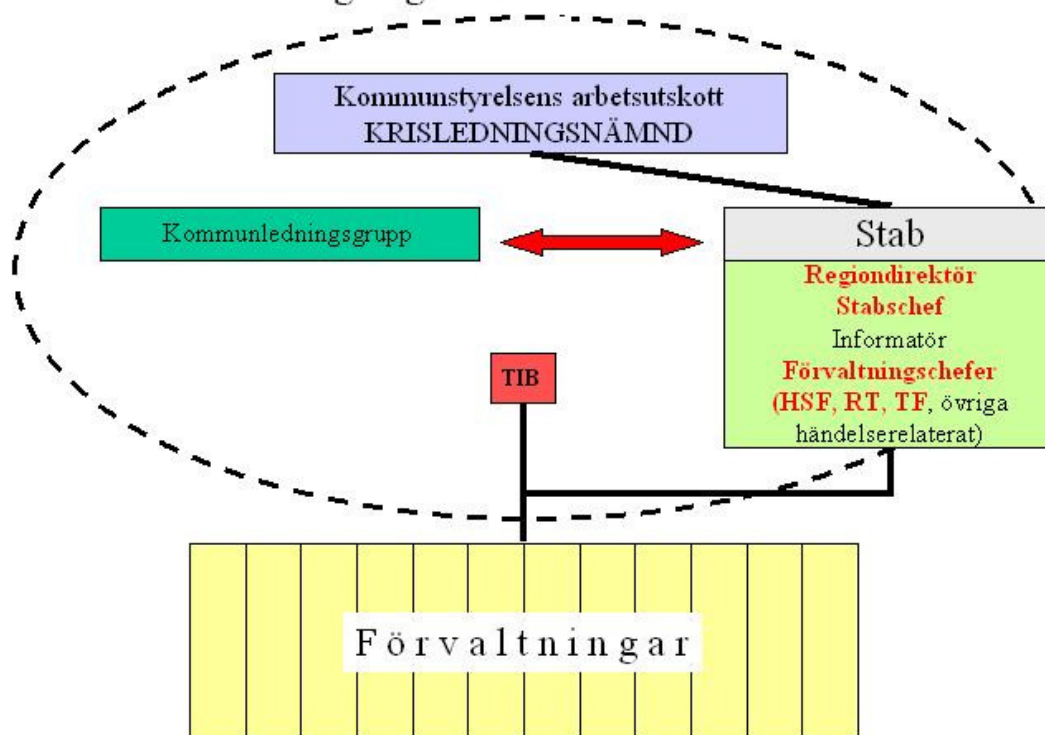 Kommunstyrelsens arbetsutskott
KRISLEDNINGSNÄMND
Kommunledningsgrupp
Stab
Regiondirektör
Stabschef
Informatör
Förvaltningschefer
(HSF, RT, TF, övriga
händelserelaterat)
TIB
Förvaltningar